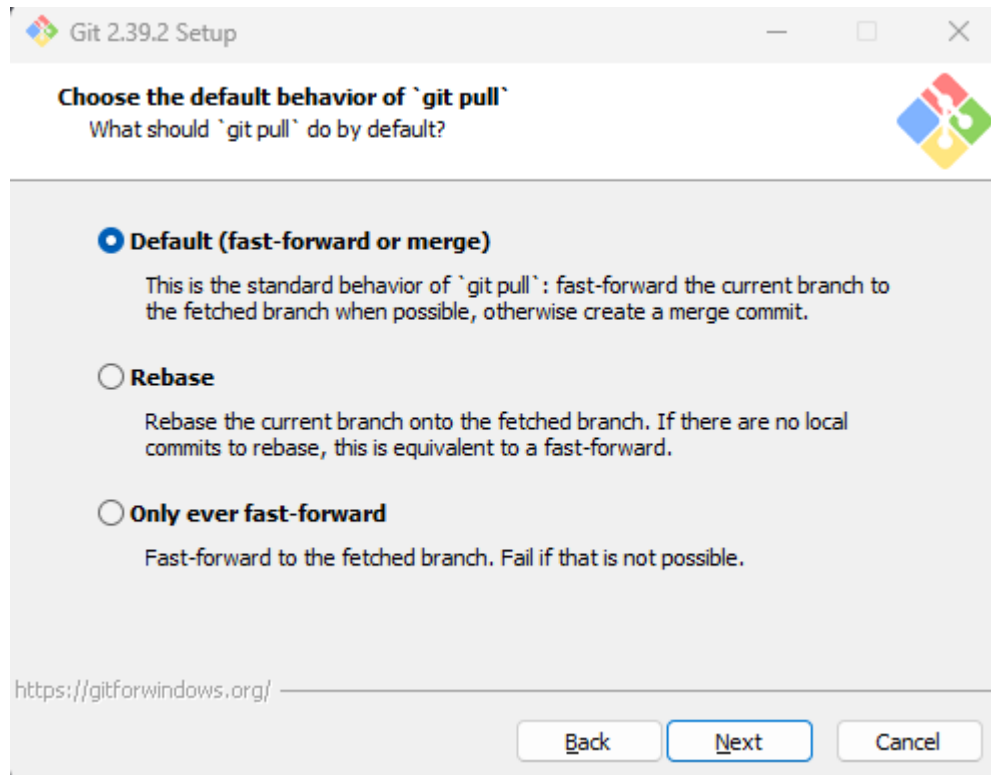 Git 2.39.2 Setup
Choose the default behavior of `git pull`
What should `git pull` do by default?
Default (fast-forward or merge)
This is the standard behavior of `git pull`: fast-forward the current branch to
the fetched branch when possible, otherwise create a merge commit.
Rebase
Rebase the current branch onto the fetched branch. If there are no local
commits to rebase, this is equivalent to a fast-forward.
Only ever fast-forward
Fast-forward to the fetched branch. Fail if that is not possible.
https://gitforwindows.org/
Back Next Cancel